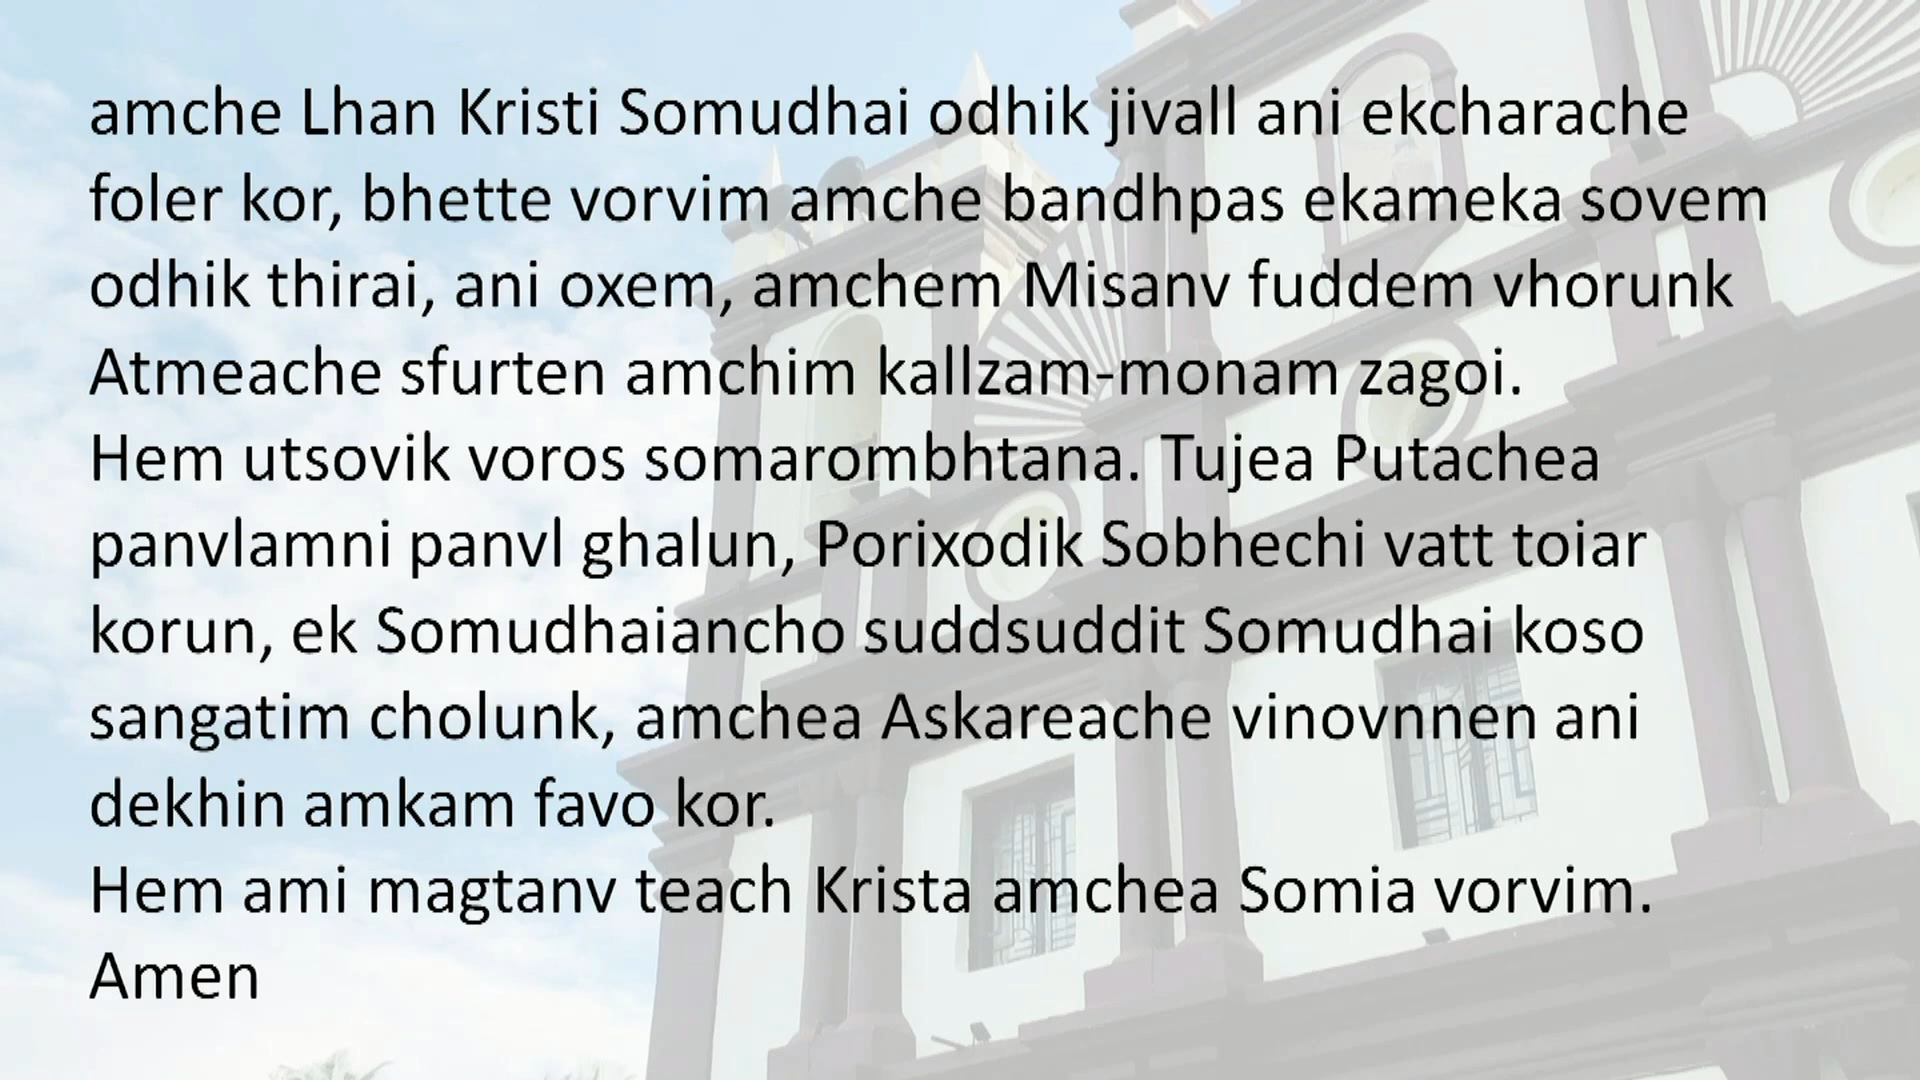 amche Lhan Kristi Somudhai odhik jivall ani ekcharache
foler kor, bhette vorvim amche bandhpas ekameka sovem
odhik thirai, ani oxem, amchem Misanv fuddem vhorunk
Atmeache sfurten amchim kallzam-monam zagoi.
Hem utsovik voros somarombhtana. Tujea Putachea
panvlamni panvl ghalun, Porixodik Sobhechi vatt toiar
korun, ek Somudhaiancho suddsuddit Somudhai koso
sangatim cholunk, amchea Askareache vinovnnen ani
dekhin amkam favo kor.
Hem ami magtanv teach Krista amchea Somia vorvim.
Amen